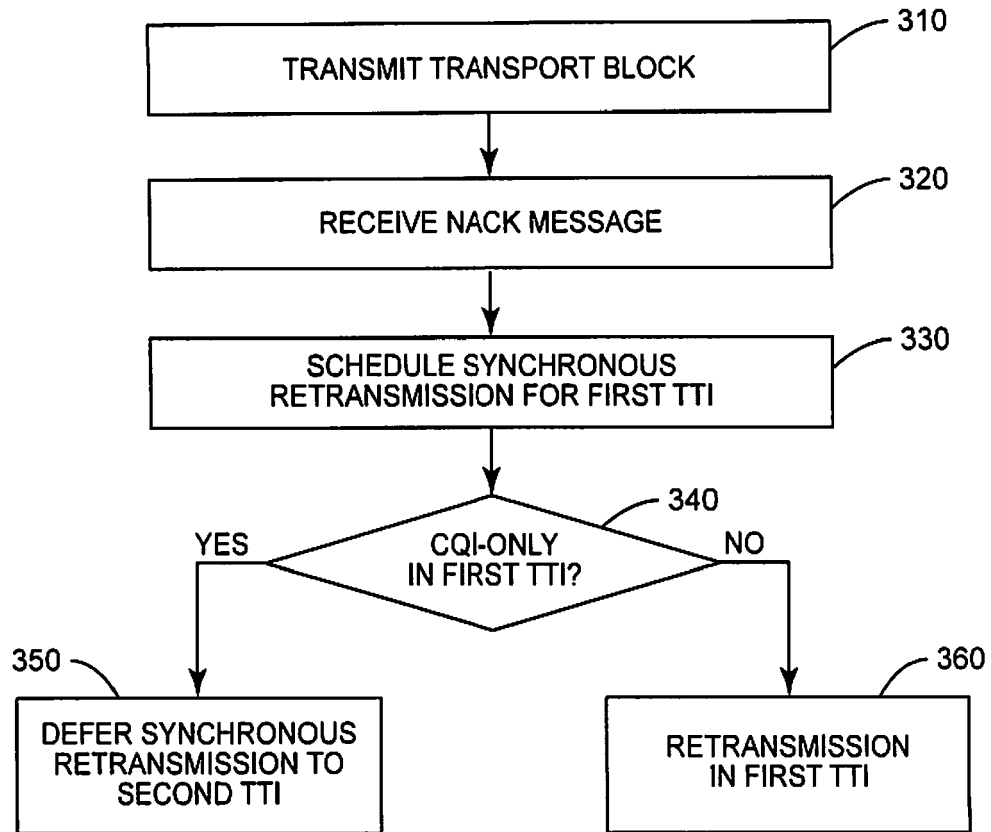 310
TRANSMIT TRANSPORT BLOCK
320
RECEIVE NACK MESSAGE
330
SCHEDULE SYNCHRONOUS
RETRANSMISSION FOR FIRST TTI
340
YES
CQI-ONLY
IN FIRST TTI?
NO
350
DEFER SYNCHRONOUS
RETRANSMISSION TO
SECOND TTI
360
RETRANSMISSION
IN FIRST TTI